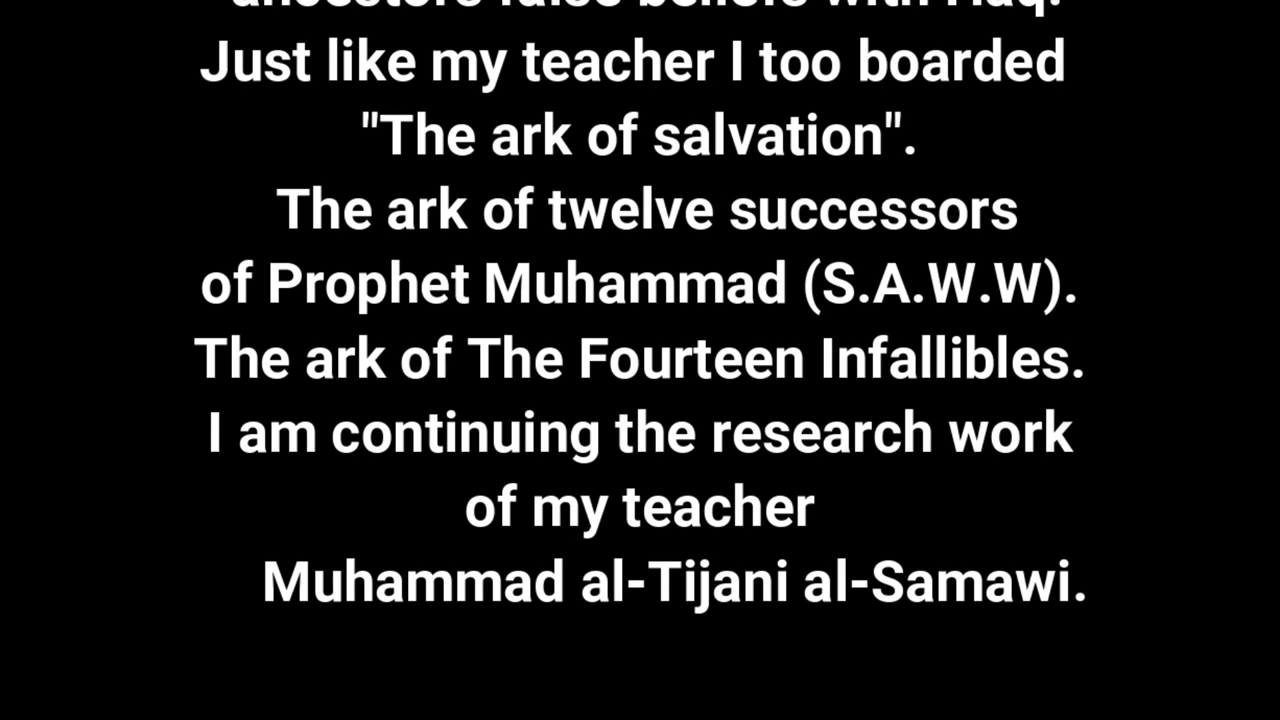 ancestors false beliefs with Haq.
Just like my teacher I too boarded
"The ark of salvation".
The ark of twelve successors
of Prophet Muhammad (S.A.W.W).
The ark of The Fourteen Infallibles.
I am continuing the research work
of my teacher
Muhammad al-Tijani al-Samawi.